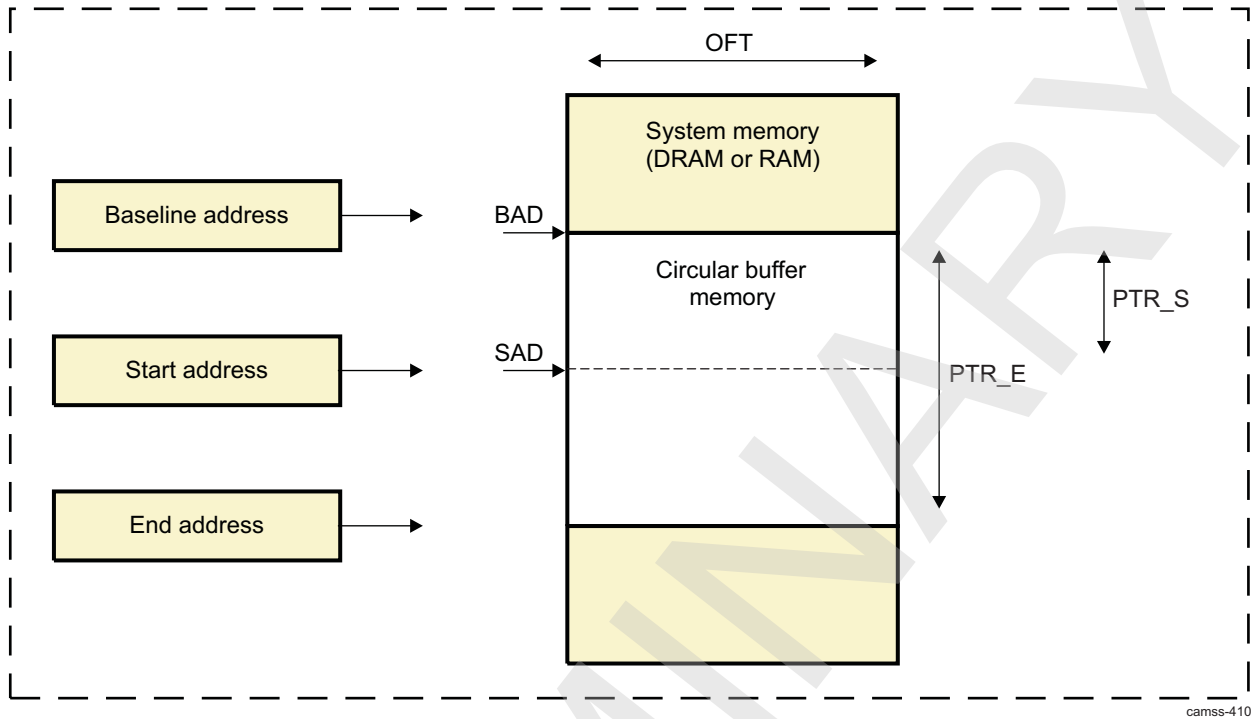 OFT
System memory
(DRAM or RAM)
Baseline address
BAD
Circular buffer
memory
PTR_S
Start address
SAD
PTR_E
End address
MINARY
camss-410